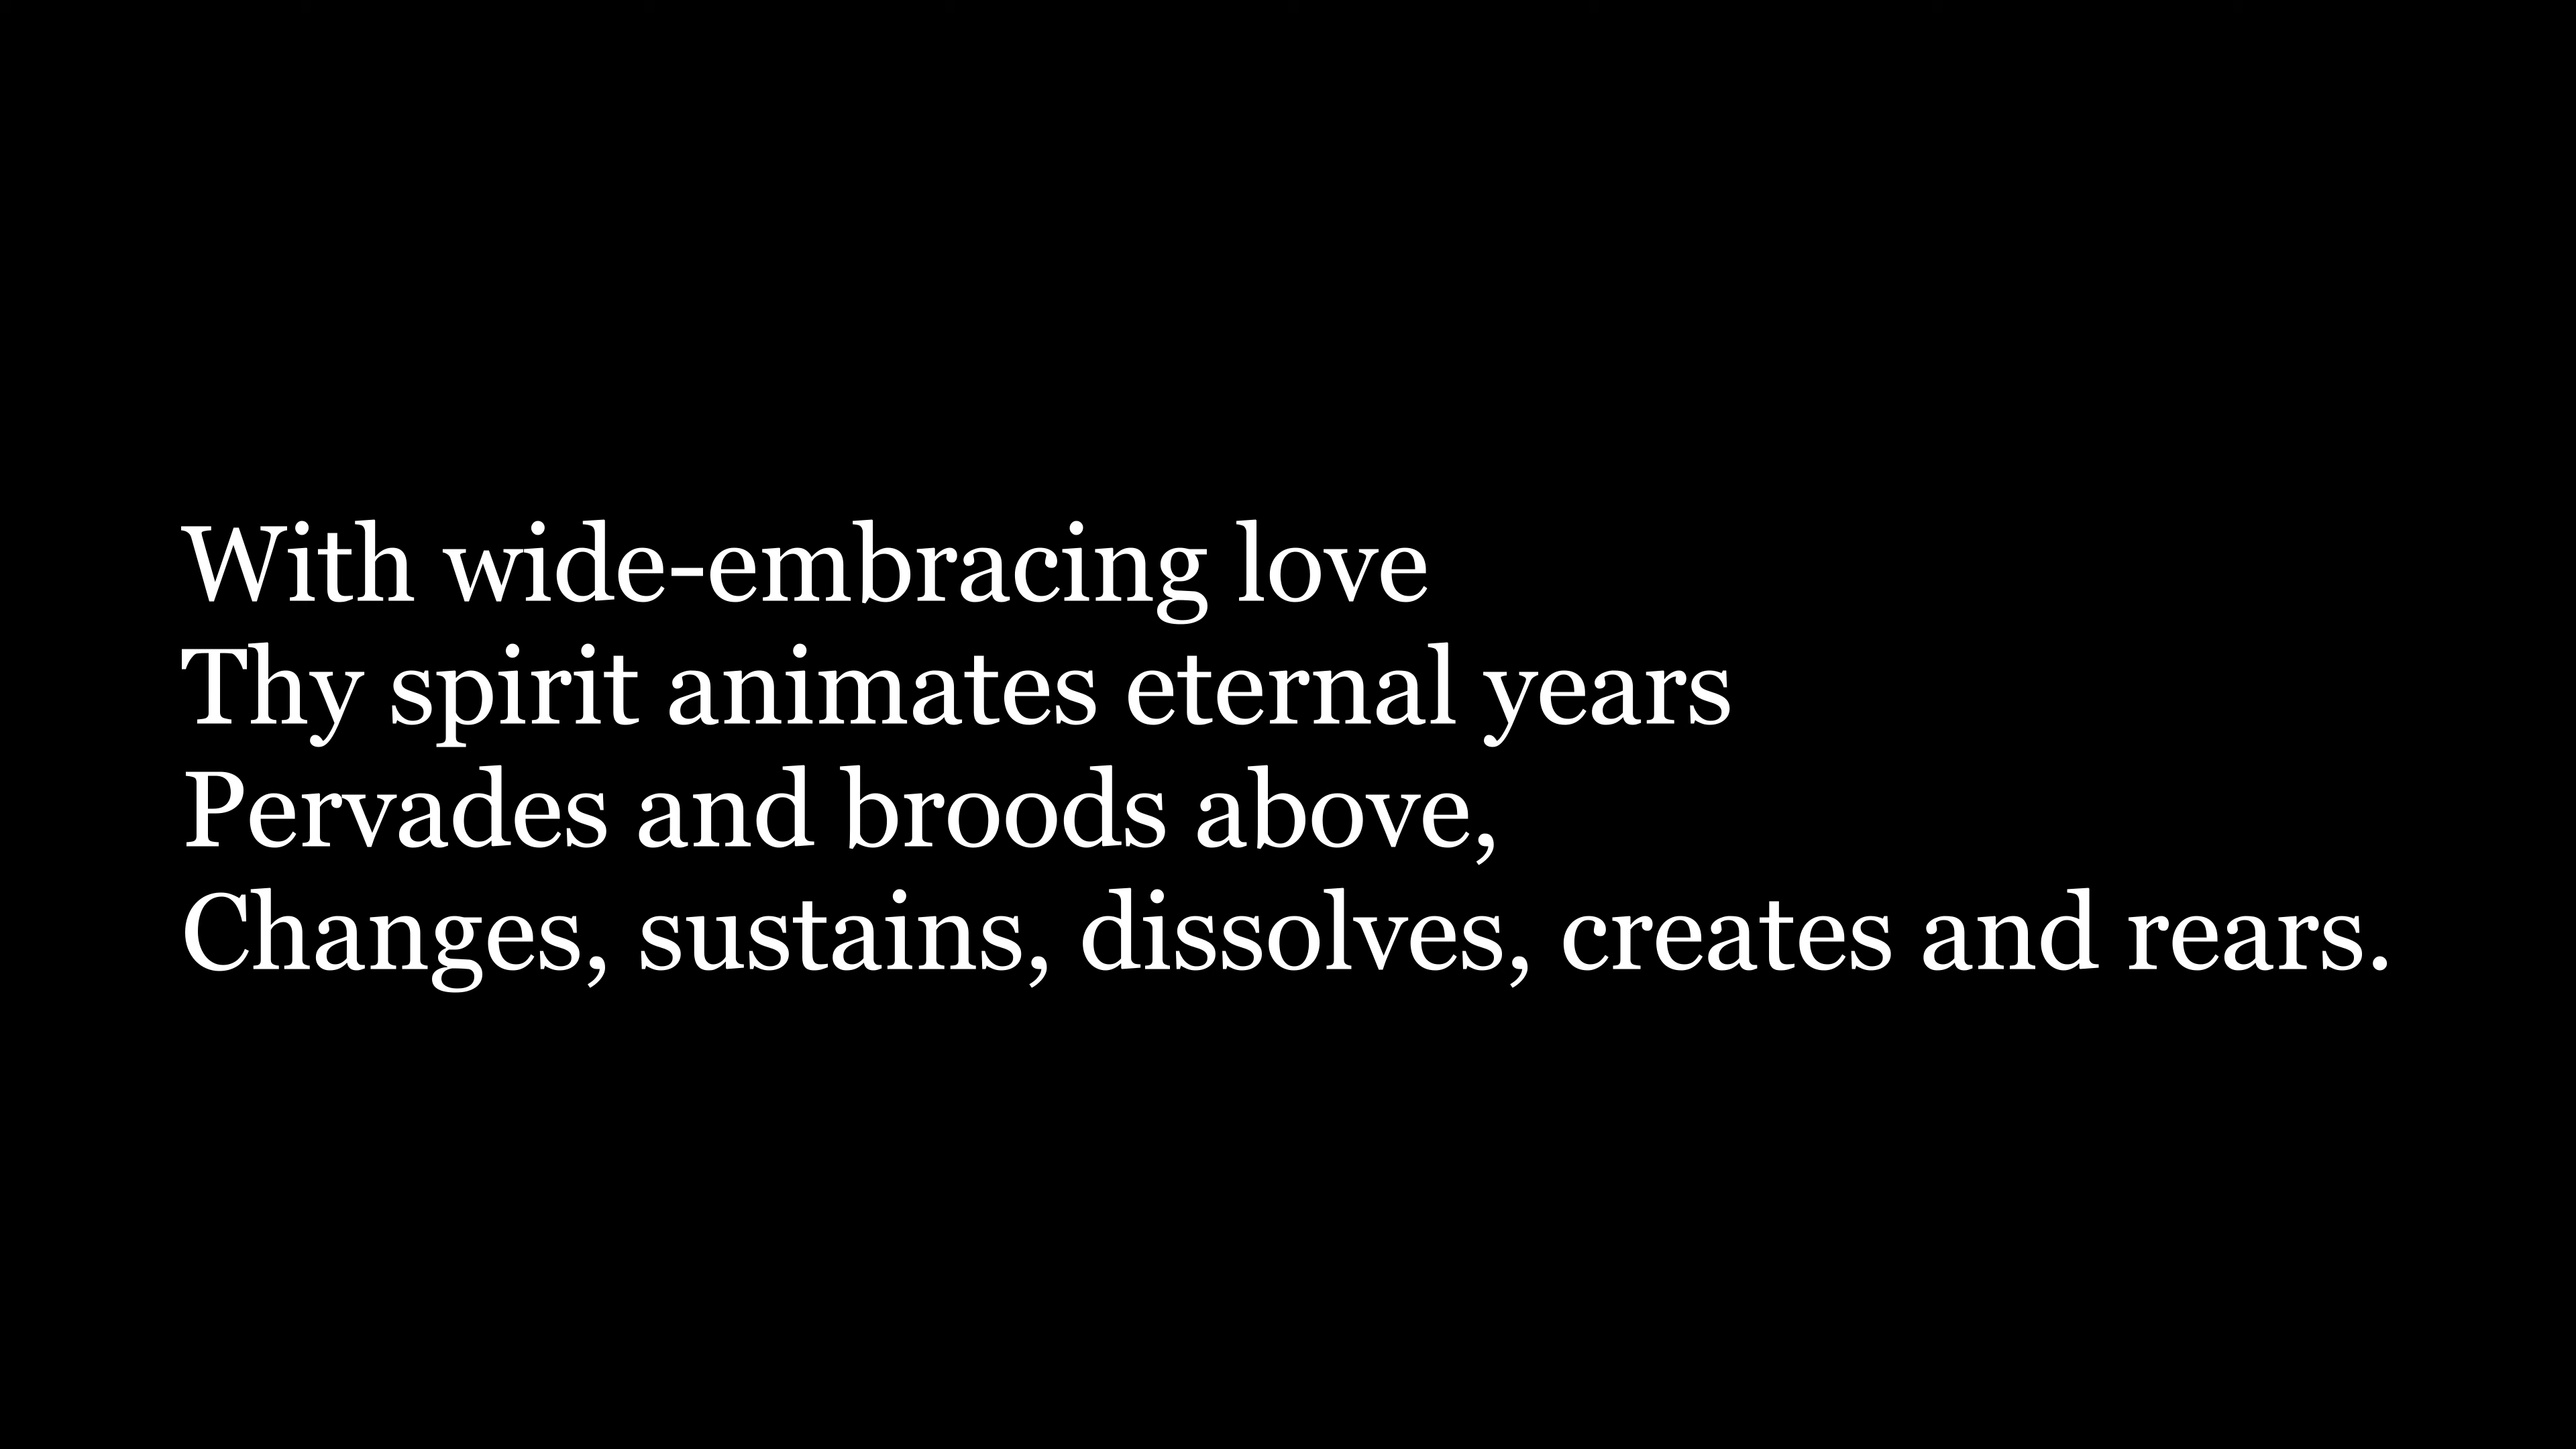 With wide-embracing love
Thy spirit animates eternal years
Pervades and broods above,
Changes, sustains, dissolves, creates and rears.